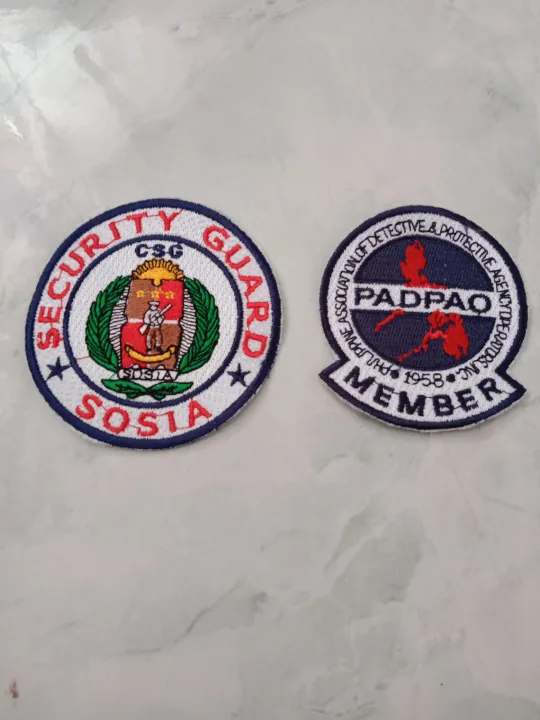 SECURITY GUARD
CSG
SOSIA
SOSIA
PHILIPPINE ASSOCIATION OF DETECTIVE & PROTECTIVE AGENCY OPERATORS, INC.
PADPAO
1958
MEMBER